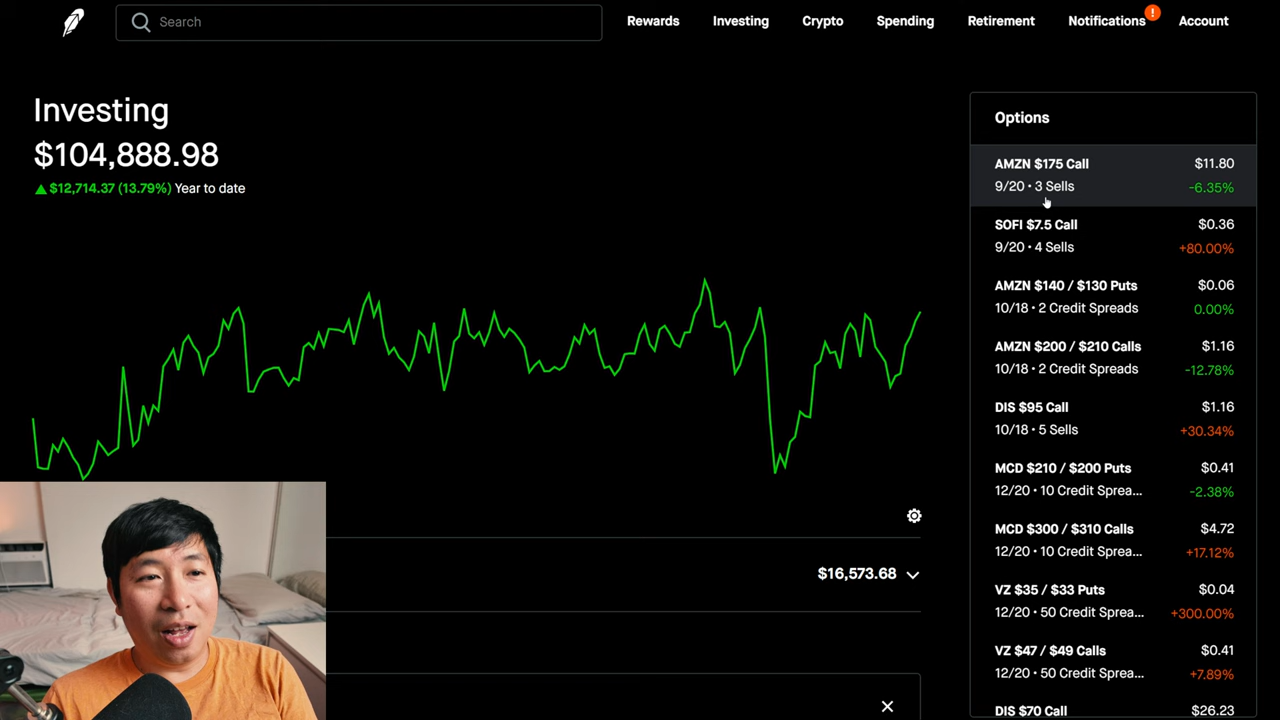 Search
Rewards
Investing
Crypto
Spending
Retirement
Notifications
!
Account
Investing
$104,888.98
▲ $12,714.37 (13.79%) Year to date
$16,573.68
Options
AMZN $175 Call $11.80
9/20 • 3 Sells -6.35%
SOFI $7.5 Call $0.36
9/20 • 4 Sells +80.00%
AMZN $140 / $130 Puts $0.06
10/18 • 2 Credit Spreads 0.00%
AMZN $200 / $210 Calls $1.16
10/18 • 2 Credit Spreads -12.78%
DIS $95 Call $1.16
10/18 • 5 Sells +30.34%
MCD $210 / $200 Puts $0.41
12/20 • 10 Credit Sprea... -2.38%
MCD $300 / $310 Calls $4.72
12/20 • 10 Credit Sprea... +17.12%
VZ $35 / $33 Puts $0.04
12/20 • 50 Credit Sprea... +300.00%
VZ $47 / $49 Calls $0.41
12/20 • 50 Credit Sprea... +7.89%
DIS $70 Call $26.23